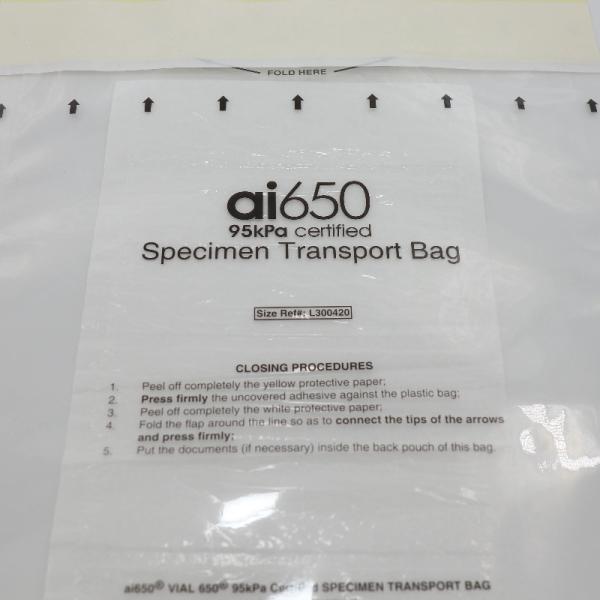 FOLD HERE
ai650
95kPa certified
Specimen Transport Bag
Size Ref#: L300420
CLOSING PROCEDURES
1. Peel off completely the yellow protective paper;
2. Press firmly the uncovered adhesive against the plastic bag;
3. Peel off completely the white protective paper;
4. Fold the flap around the line so as to connect the tips of the arrows
and press firmly;
5. Put the documents (if necessary) inside the back pouch of this bag.
ai650® VIAL 650® 95kPa Certified SPECIMEN TRANSPORT BAG